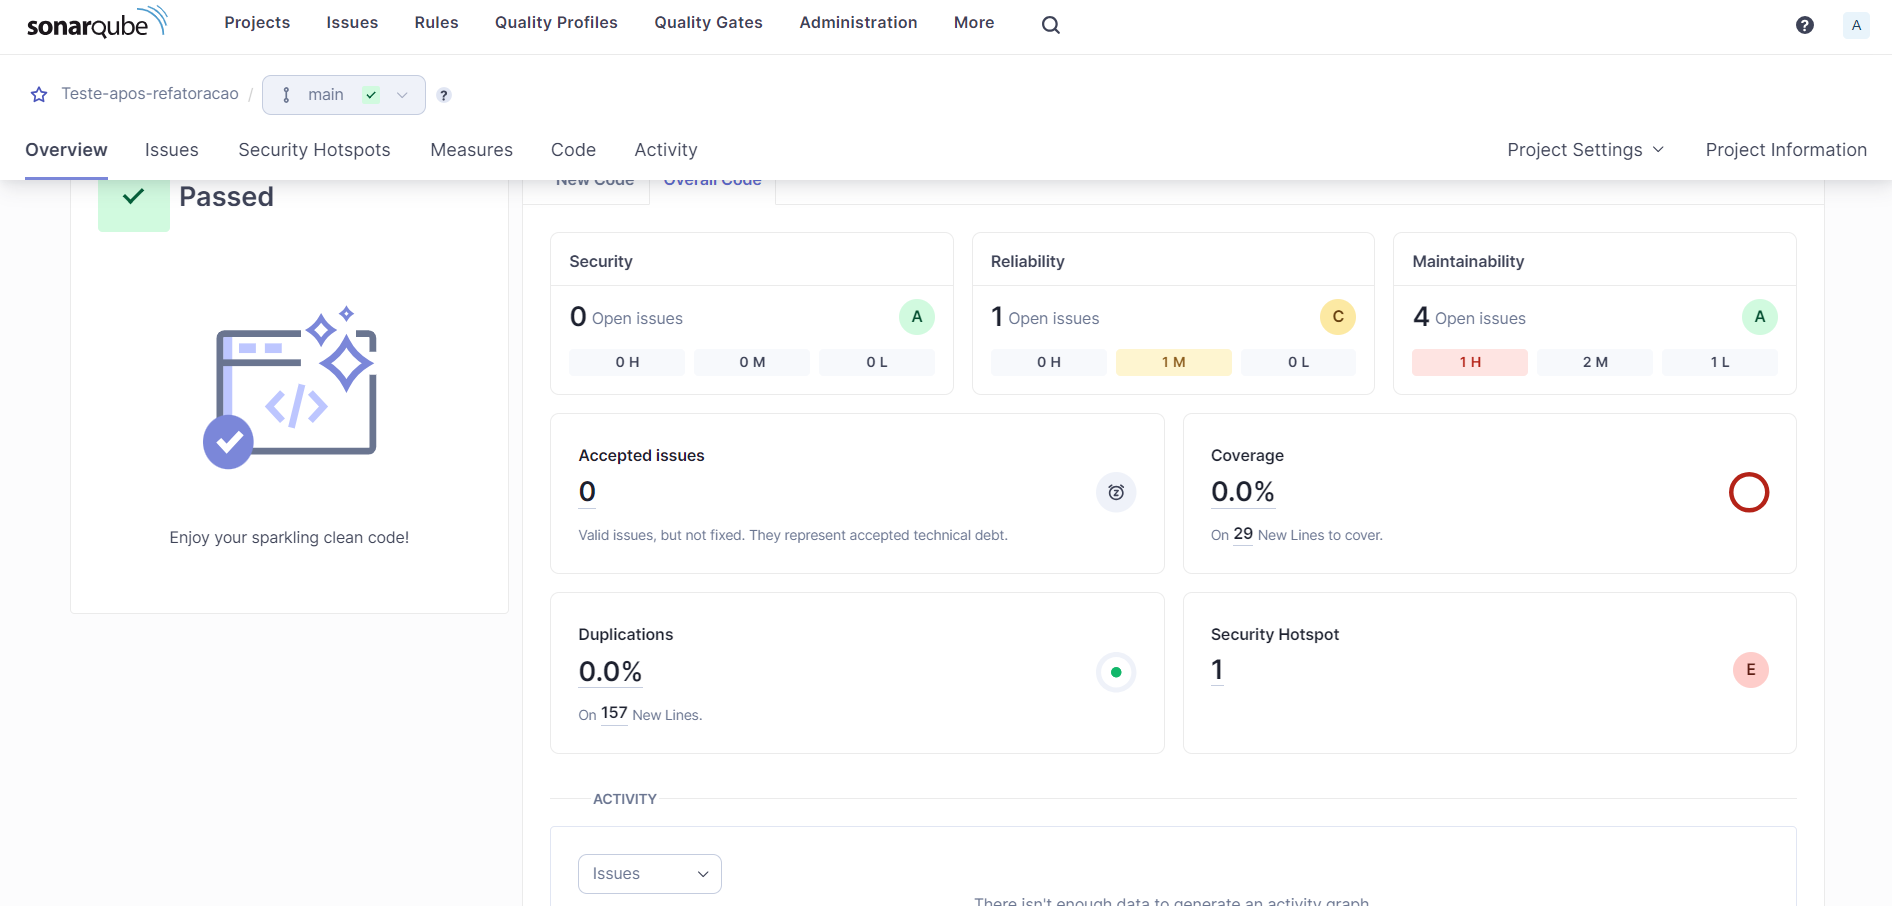 sonarqube Projects Issues Rules Quality Profiles Quality Gates Administration More ? A
Teste-apos-refatoracao / main ?
Overview Issues Security Hotspots Measures Code Activity Project Settings Project Information
New Code Overall Code
Passed
Enjoy your sparkling clean code!
Security
0 Open issues A
0 H 0 M 0 L
Reliability
1 Open issues C
0 H 1 M 0 L
Maintainability
4 Open issues A
1 H 2 M 1 L
Accepted issues
0
Valid issues, but not fixed. They represent accepted technical debt.
Coverage
0.0%
On 29 New Lines to cover.
Duplications
0.0%
On 157 New Lines.
Security Hotspot
1 E
ACTIVITY
Issues
There isn't enough data to generate an activity graph